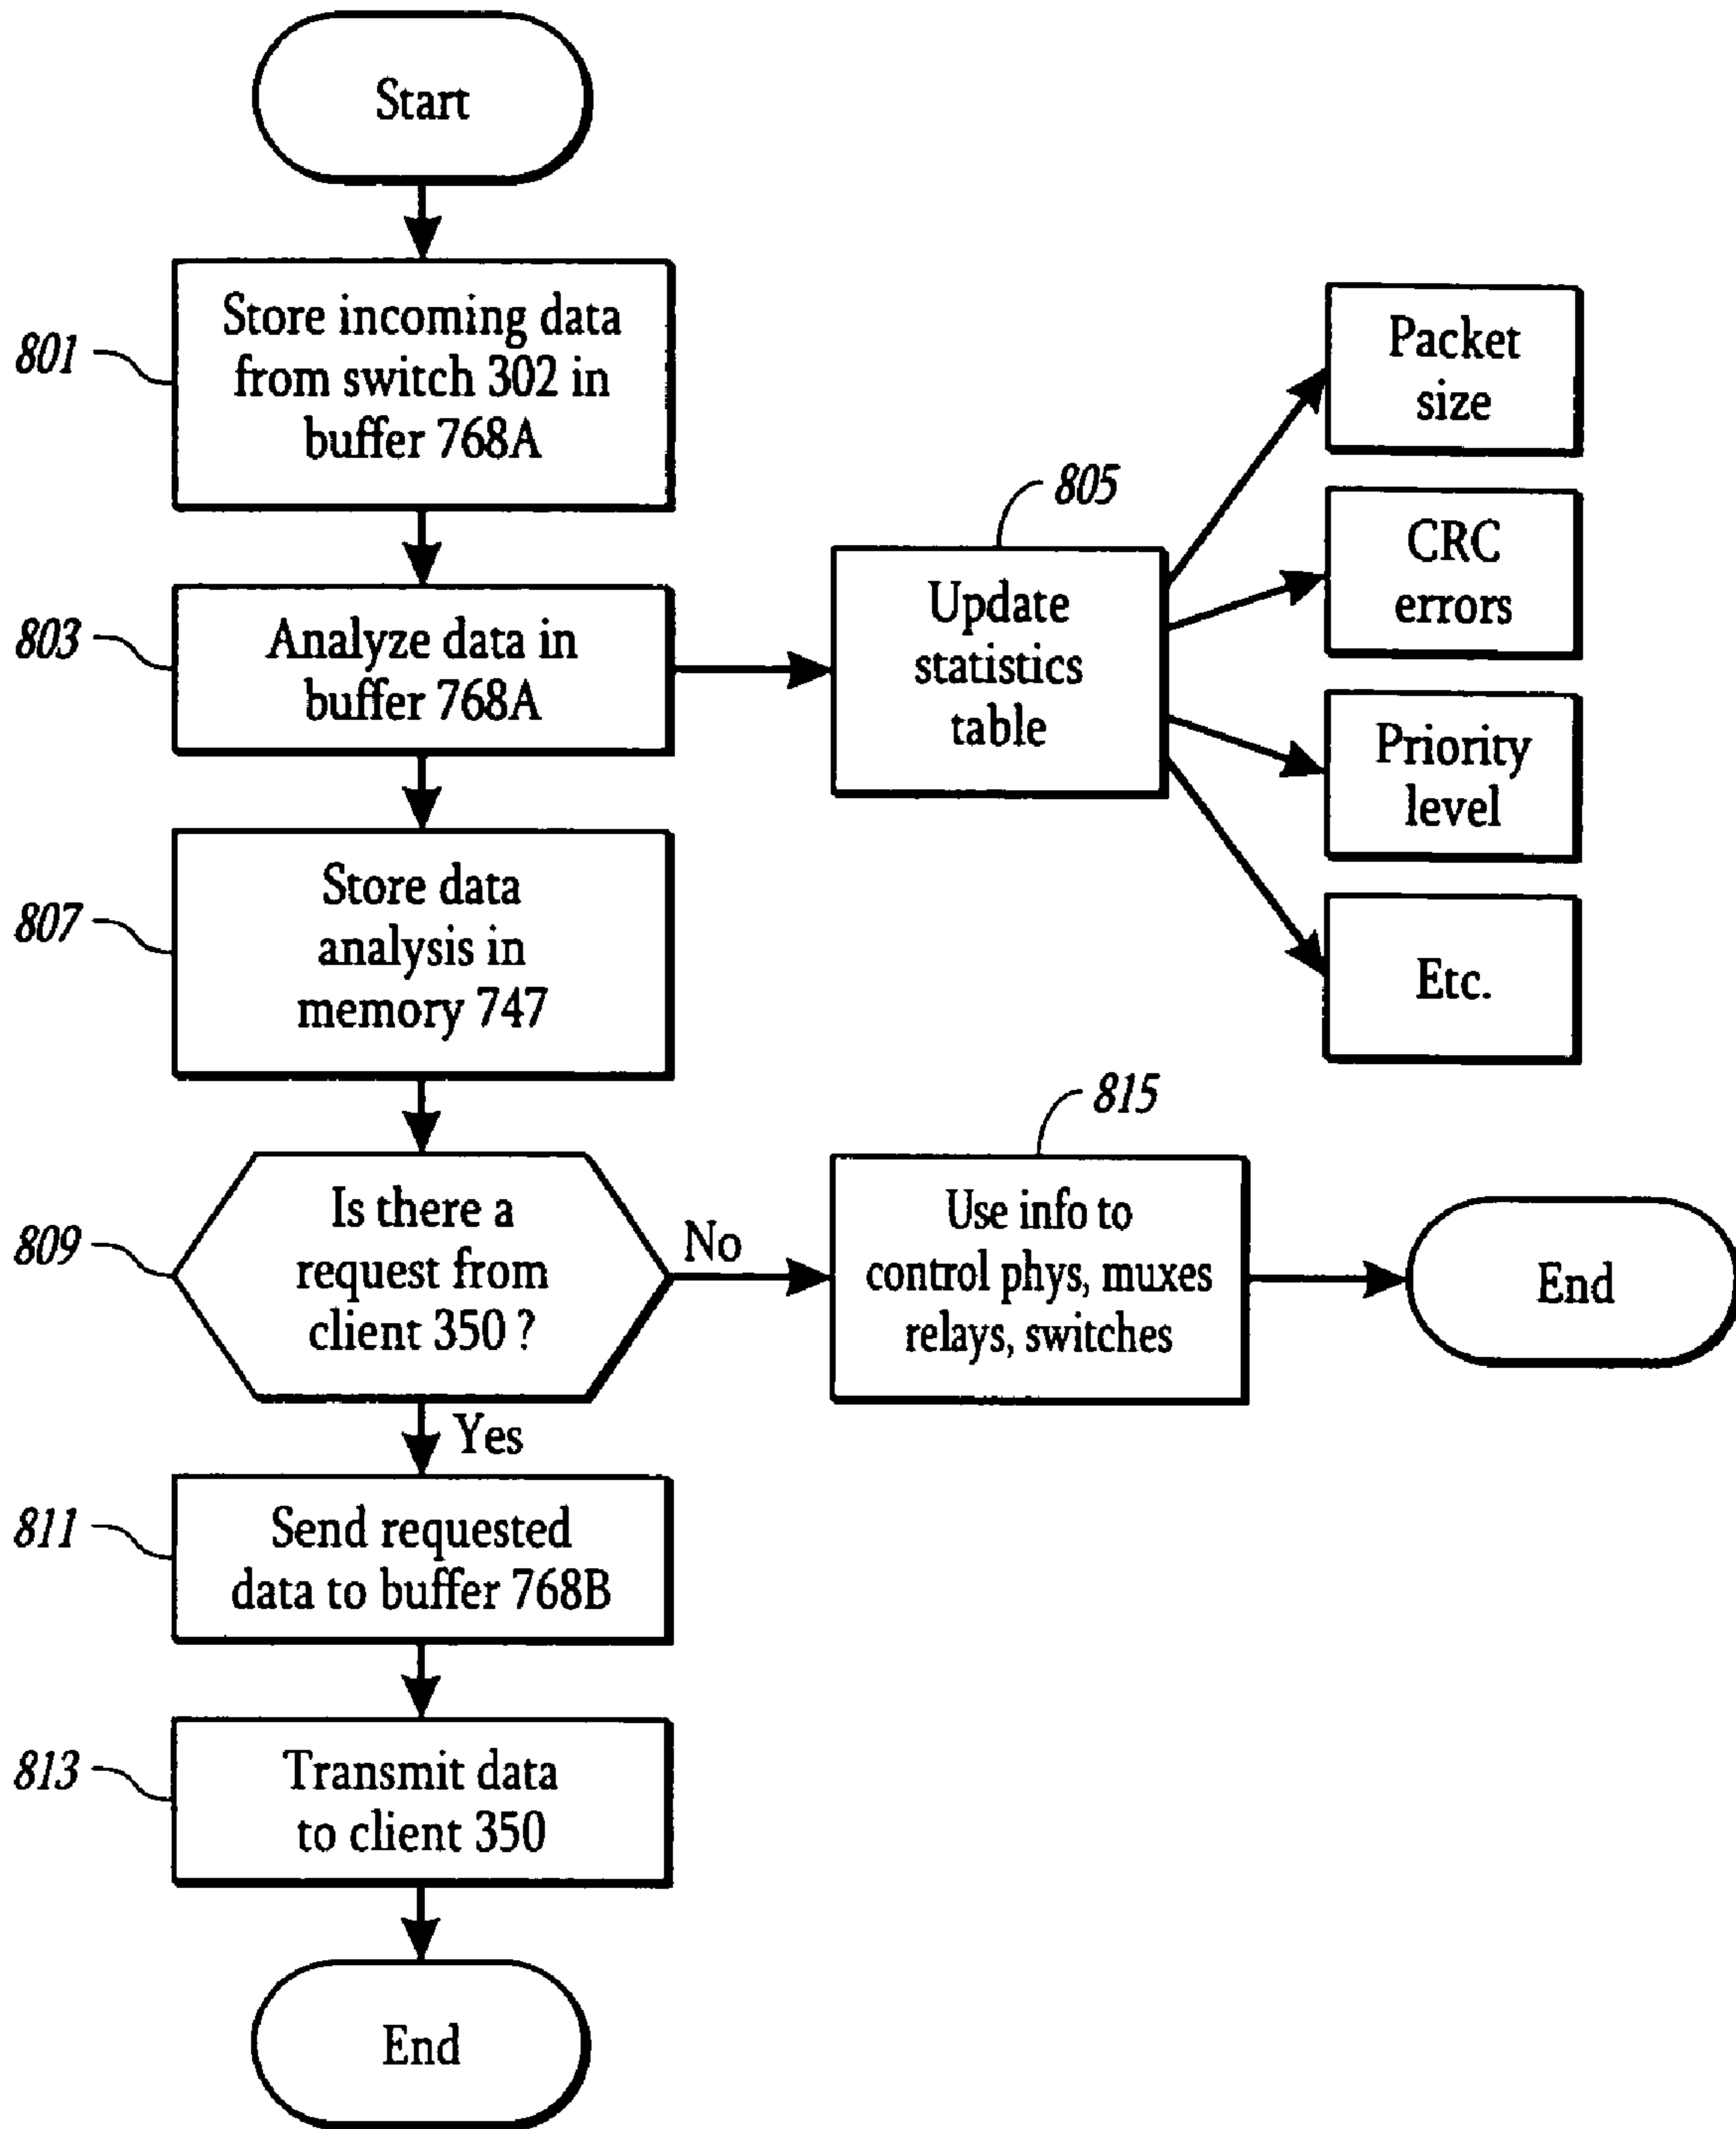 Start
801
Store incoming data
from switch 302 in
buffer 768A
803
Analyze data in
buffer 768A
805
Update
statistics
table
Packet
size
CRC
errors
Priority
level
Etc.
807
Store data
analysis in
memory 747
809
Is there a
request from
client 350 ?
No
815
Use info to
control phys, muxes
relays, switches
End
Yes
811
Send requested
data to buffer 768B
813
Transmit data
to client 350
End